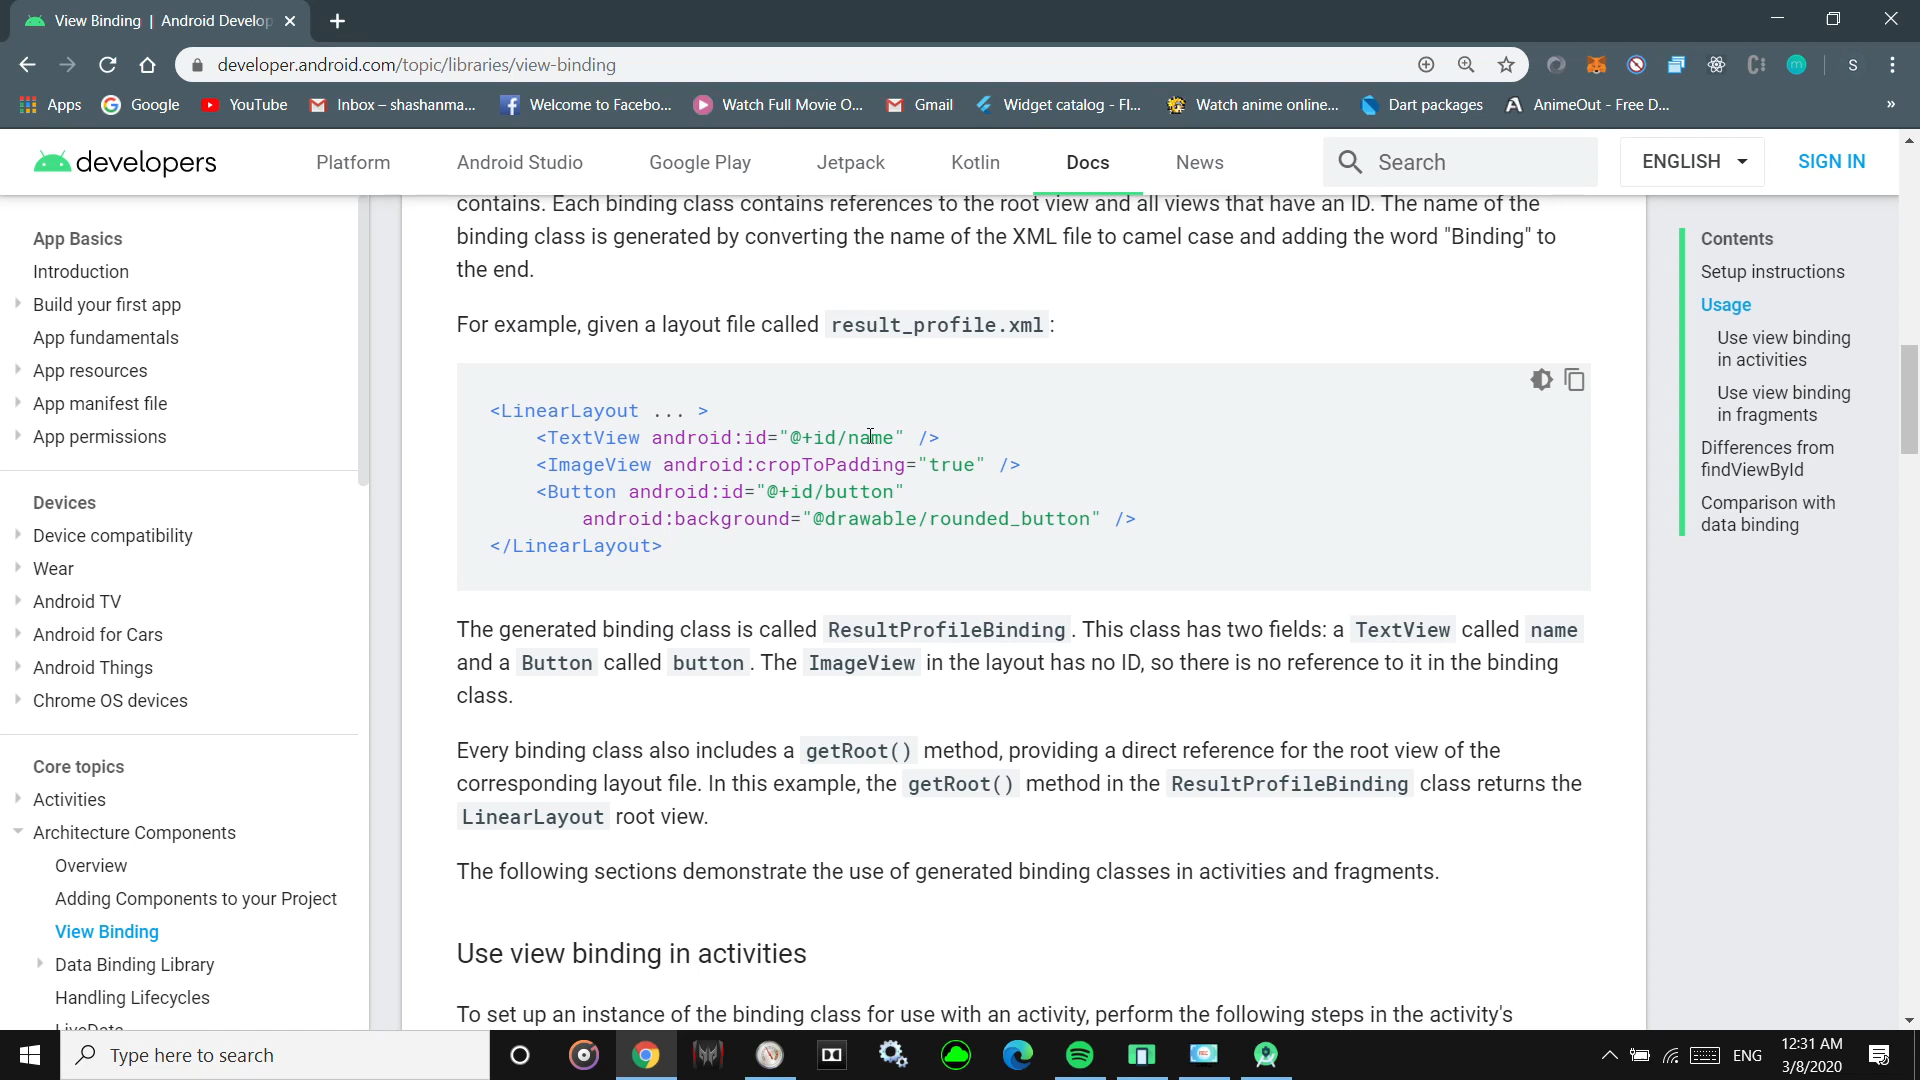 View Binding | Android Develop
developer.android.com/topic/libraries/view-binding
S
Apps
Google
YouTube
Inbox – shashanma...
Welcome to Facebo...
Watch Full Movie O...
Gmail
Widget catalog - Fl...
Watch anime online...
Dart packages
AnimeOut - Free D...
»
developers
Platform
Android Studio
Google Play
Jetpack
Kotlin
Docs
News
Search
ENGLISH
SIGN IN
App Basics
Introduction
Build your first app
App fundamentals
App resources
App manifest file
App permissions
Devices
Device compatibility
Wear
Android TV
Android for Cars
Android Things
Chrome OS devices
Core topics
Activities
Architecture Components
Overview
Adding Components to your Project
View Binding
Data Binding Library
Handling Lifecycles
LiveData
contains. Each binding class contains references to the root view and all views that have an ID. The name of the
binding class is generated by converting the name of the XML file to camel case and adding the word "Binding" to
the end.
For example, given a layout file called result_profile.xml :
<LinearLayout ... >
<TextView android:id="@+id/name" />
<ImageView android:cropToPadding="true" />
<Button android:id="@+id/button"
android:background="@drawable/rounded_button" />
</LinearLayout>
The generated binding class is called ResultProfileBinding . This class has two fields: a TextView called name
and a Button called button . The ImageView in the layout has no ID, so there is no reference to it in the binding
class.
Every binding class also includes a getRoot() method, providing a direct reference for the root view of the
corresponding layout file. In this example, the getRoot() method in the ResultProfileBinding class returns the
LinearLayout root view.
The following sections demonstrate the use of generated binding classes in activities and fragments.
Use view binding in activities
To set up an instance of the binding class for use with an activity, perform the following steps in the activity's
Contents
Setup instructions
Usage
Use view binding
in activities
Use view binding
in fragments
Differences from
findViewById
Comparison with
data binding
Type here to search
ENG
12:31 AM
3/8/2020